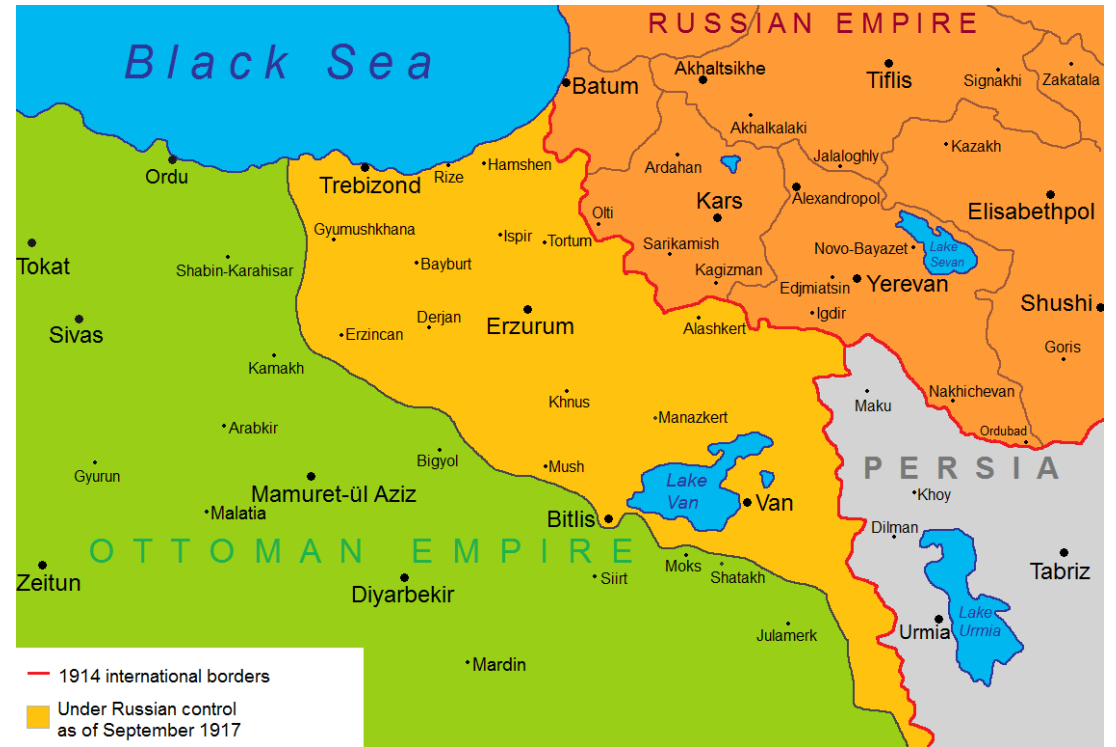 RUSSIAN EMPIRE
Black Sea
Batum
Akhaltsikhe
Tiflis
Signakhi
Zakatala
Akhalkalaki
Kazakh
Ordu
Trebizond
Rize
Hamshen
Ardahan
Jalaloghly
Alexandropol
Elisabethpol
Kars
Olti
Gyumushkhana
Ispir
Tortum
Sarikamish
Novo-Bayazet
Lake
Sevan
Tokat
Shabin-Karahisar
Bayburt
Kagizman
Edjmiatsin
Yerevan
Shushi
Sivas
Derjan
Erzincan
Erzurum
Alashkert
Igdir
Goris
Kamakh
Khnus
Maku
Nakhichevan
Arabkir
Manazkert
Ordubad
Gyurun
Bigyol
Mush
PERSIA
Mamuret-ül Aziz
Lake
Van
Van
Khoy
Malatia
Bitlis
Dilman
OTTOMAN EMPIRE
Zeitun
Diyarbekir
Siirt
Moks
Shatakh
Tabriz
Urmia
Lake
Urmia
Julamerk
Mardin
1914 international borders
Under Russian control
as of September 1917